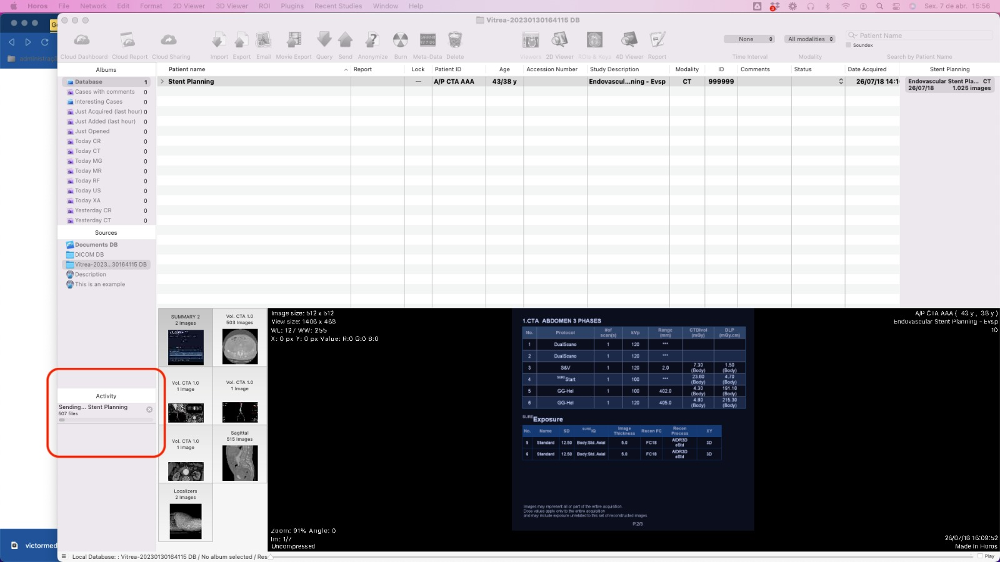 Horos File Network Edit Format 2D Viewer 3D Viewer ROI Plugins Recent Studies Window Help
3
Sex. 7 de abr. 15:56
Vitrea-20230130164115 DB
Cloud Dashboard Cloud Report Cloud Sharing Import Export Email Movie Export Query Send Anonymize Burn Meta-Data Delete Viewers 2D Viewer ROIs & Keys 4D Viewer Report
None All modalities Patient Name
Soundex
Time Interval Modality Search by Patient Name
Albums
Patient name Report Lock Patient ID Age Accession Number Study Description Modality ID Comments Status Date Acquired
Stent Planning
Database 1
Stent Planning — A/P CTA AAA 43/38 y Endovascul...ning - Evsp CT 999999 26/07/18 14:1
Endovascular Stent Pla... CT
26/07/18 1.025 images
Cases with comments 0
Interesting Cases 0
Just Acquired (last hour) 0
Just Added (last hour) 0
Just Opened 0
Today CR 0
Today CT 0
Today MG 0
Today MR 0
Today RF 0
Today US 0
Today XA 0
Yesterday CR 0
Yesterday CT 0
Sources
Documents DB
DICOM DB
Vitrea-2023...30164115 DB
Description
This is an example
Activity
Sending... Stent Planning
507 files
victormed
SUMMARY 2
2 Images
Vol. CTA 1.0
503 Images
Vol. CTA 1.0
1 Image
Vol. CTA 1.0
1 Image
Vol. CTA 1.0
1 Image
Sagittal
515 Images
Localizers
2 Images
Image size: 512 x 512
View size: 1406 x 463
WL: 127 WW: 255
X: 0 px Y: 0 px Value: R:0 G:0 B:0
A/P CTA AAA ( 43 y , 38 y )
Endovascular Stent Planning - Evsp
10
1.CTA ABDOMEN 3 PHASES
No. Protocol #of scan(s) kVp Range (mm) CTDIvol (mGy) DLP (mGy.cm)
1 DualScano 1 120 ***
2 DualScano 1 120 ***
3 S&V 1 120 2.0 7.30 (Body) 1.50 (Body)
4 SUREStart 1 100 *** 23.60 (Body) 4.70 (Body)
5 GG-Hel 1 100 402.0 4.30 (Body) 191.10 (Body)
6 GG-Hel 1 120 405.0 4.80 (Body) 215.30 (Body)
SUREExposure
No. Name SD SUREIQ Image Thickness Recon FC Recon Process XY
5 Standard 12.50 Body:Std. Axial 5.0 FC18 AIDR3D eStd 3D
6 Standard 12.50 Body:Std. Axial 5.0 FC18 AIDR3D eStd 3D
Images may represent all or part of the entire acquisition.
Dose values apply only to the entire acquisition
and may include exposure unrelated to this set of reconstructed images.
P.2/3
Zoom: 91% Angle: 0
Im: 1/7
Uncompressed
26/07/18 16:09:52
Made In Horos
Local Database: : Vitrea-20230130164115 DB / No album selected / Res
Play